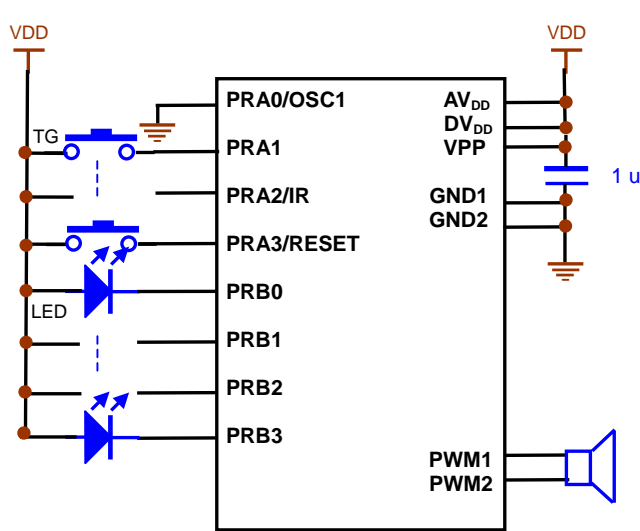 VDD
VDD
PRA0/OSC1
AVDD
DVDD
TG
PRA1
VPP
1 u
PRA2/IR
GND1
GND2
PRA3/RESET
PRB0
LED
PRB1
PRB2
PRB3
PWM1
PWM2